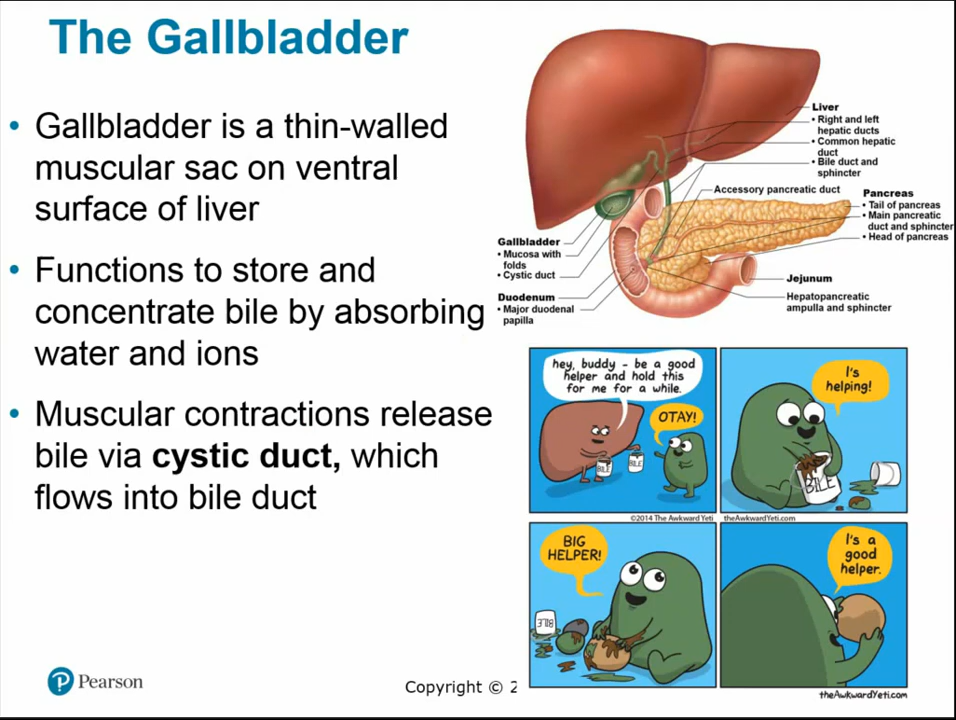 The Gallbladder
• Gallbladder is a thin-walled
muscular sac on ventral
surface of liver
• Functions to store and
concentrate bile by absorbing
water and ions
• Muscular contractions release
bile via cystic duct, which
flows into bile duct
Liver
• Right and left
hepatic ducts
• Common hepatic
duct
• Bile duct and
sphincter
Accessory pancreatic duct
Pancreas
• Tail of pancreas
• Main pancreatic
duct and sphincter
• Head of pancreas
Gallbladder
• Mucosa with
folds
• Cystic duct
Duodenum
• Major duodenal
papilla
Jejunum
Hepatopancreatic
ampulla and sphincter
hey, buddy - be a good
helper and hold this
for me for a while.
OTAY!
BILE
BILE
I's
helping!
BILE
©2014 The Awkward Yeti
theAwkwardYeti.com
BIG
HELPER!
BILE
I's a
good
helper.
theAwkwardYeti.com
P Pearson
Copyright © 2